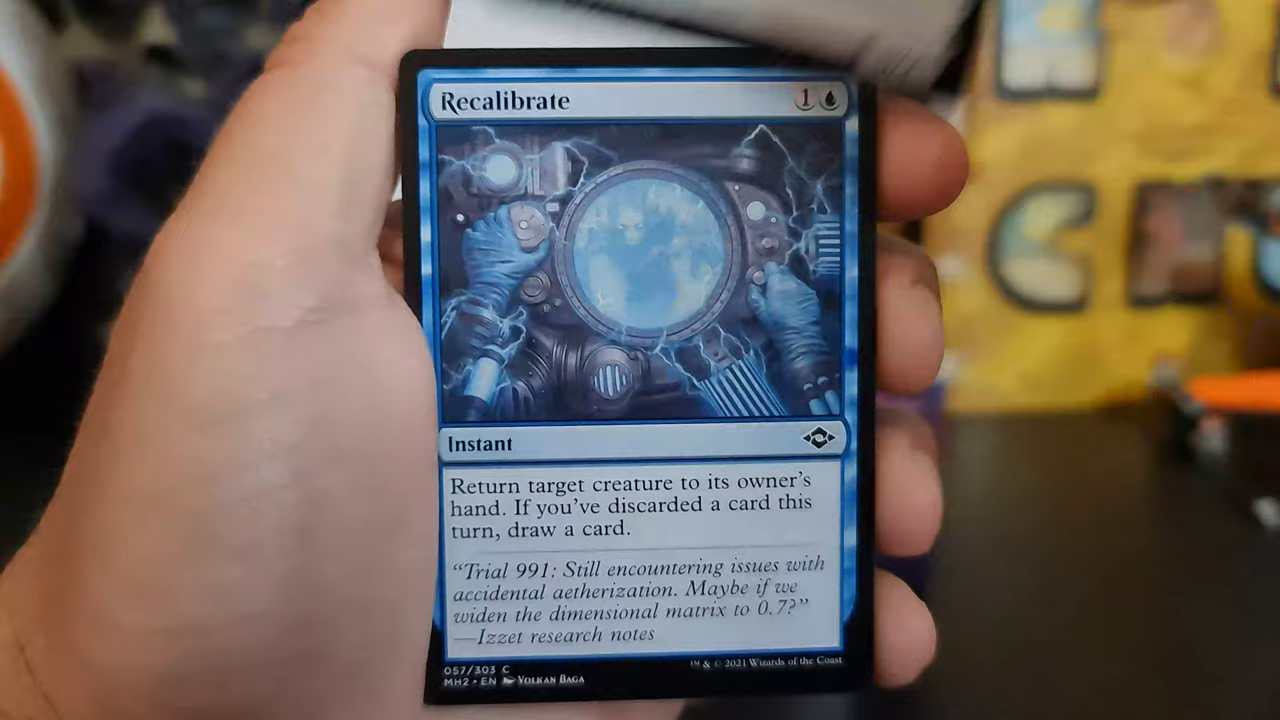 Recalibrate 1
Instant
Return target creature to its owner's
hand. If you've discarded a card this
turn, draw a card.
“Trial 991: Still encountering issues with
accidental aetherization. Maybe if we
widen the dimensional matrix to 0.7?”
—Izzet research notes
057/303 C
MH2 • EN Volkan Baga
™ & © 2021 Wizards of the Coast